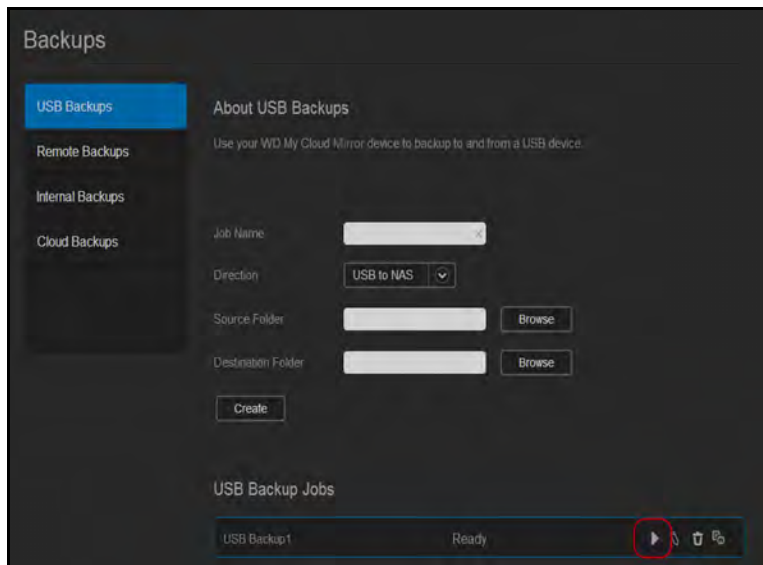 Backups
USB Backups
Remote Backups
Internal Backups
Cloud Backups
About USB Backups
Use your WD My Cloud Mirror device to backup to and from a USB device.
Job Name
Direction
USB to NAS
Source Folder
Browse
Destination Folder
Browse
Create
USB Backup Jobs
USB Backup1 Ready